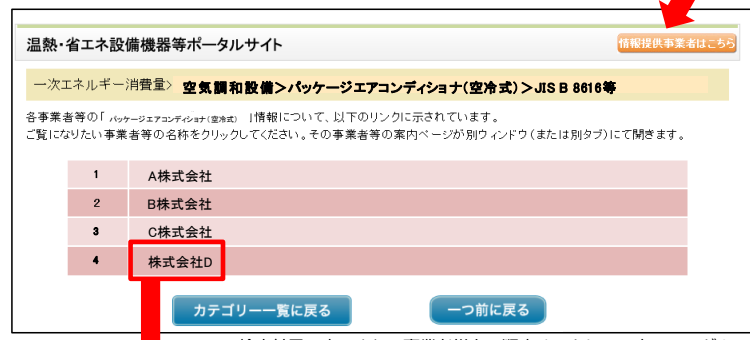 温熱・省エネ設備機器等ポータルサイト
情報提供事業者はこちら
一次エネルギー消費量> 空気調和設備>パッケージエアコンディショナ(空冷式)>JIS B 8616等
各事業者等の「 パッケージエアコンディショナ(空冷式) 」情報について、以下のリンクに示されています。
ご覧になりたい事業者等の名称をクリックしてください。その事業者等の案内ページが別ウィンドウ(または別タブ)にて開きます。
1 A株式会社
2 B株式会社
3 C株式会社
4 株式会社D
カテゴリー一覧に戻る
一つ前に戻る